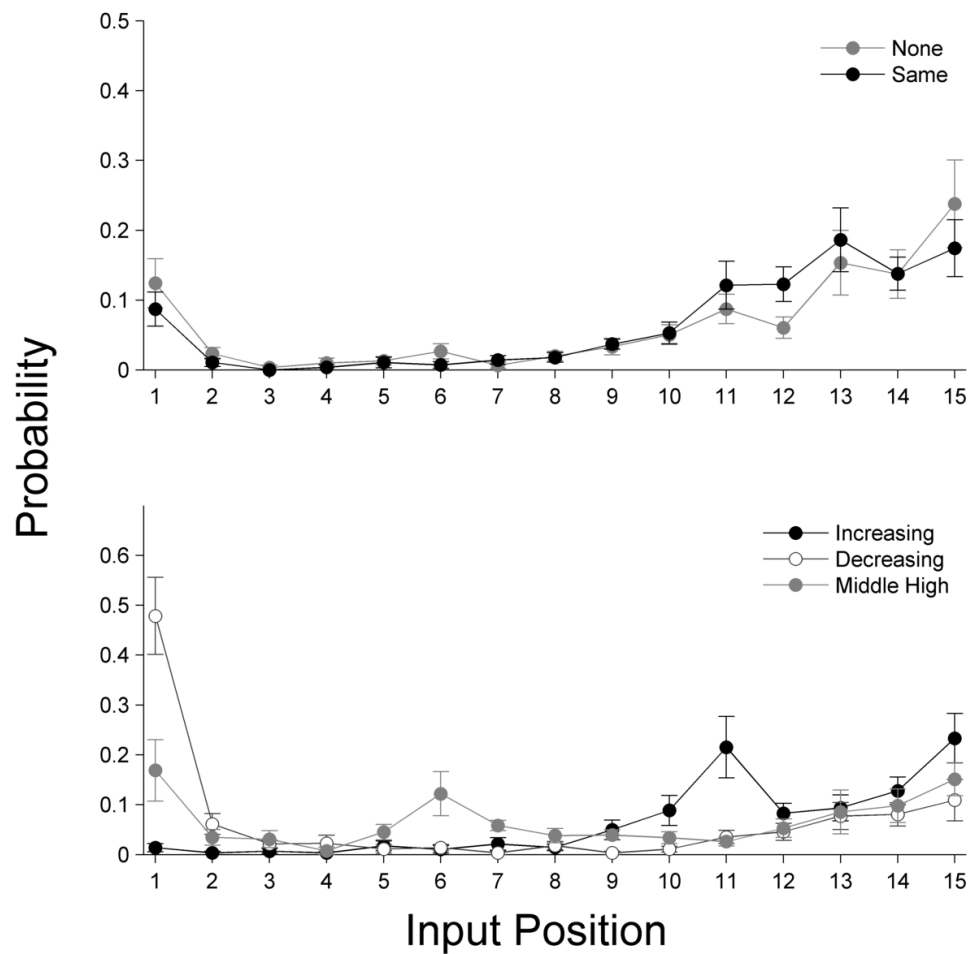 0.5
0.4
0.3
0.2
0.1
0
None
Same
1 2 3 4 5 6 7 8 9 10 11 12 13 14 15
Probability
0.6
0.5
0.4
0.3
0.2
0.1
0
Increasing
Decreasing
Middle High
1 2 3 4 5 6 7 8 9 10 11 12 13 14 15
Input Position